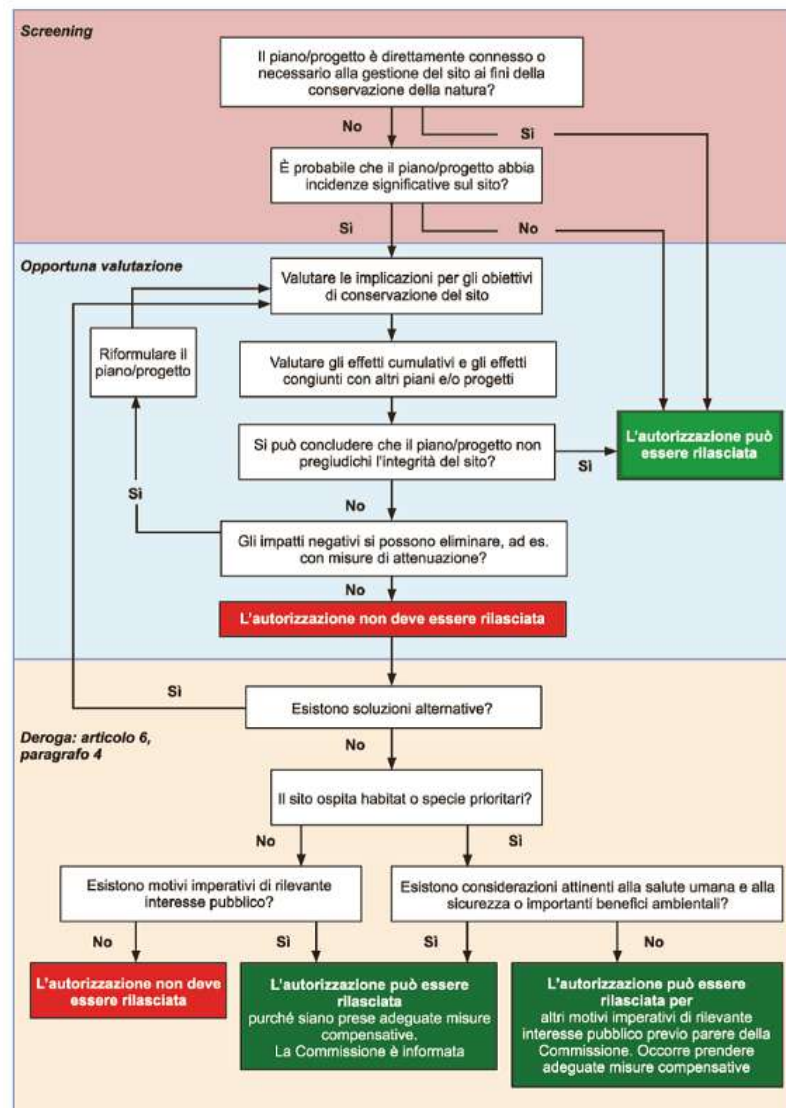 Screening
Il piano/progetto è direttamente connesso o
necessario alla gestione del sito ai fini della
conservazione della natura?
No
Sì
È probabile che il piano/progetto abbia
incidenze significative sul sito?
Sì
No
Opportuna valutazione
Valutare le implicazioni per gli obiettivi
di conservazione del sito
Riformulare il
piano/progetto
Valutare gli effetti cumulativi e gli effetti
congiunti con altri piani e/o progetti
L'autorizzazione può
essere rilasciata
Si può concludere che il piano/progetto non
pregiudichi l'integrità del sito?
Sì
Sì
No
Gli impatti negativi si possono eliminare, ad es.
con misure di attenuazione?
No
L'autorizzazione non deve essere rilasciata
Sì
Esistono soluzioni alternative?
Deroga: articolo 6,
paragrafo 4
No
Il sito ospita habitat o specie prioritari?
No
Sì
Esistono motivi imperativi di rilevante
interesse pubblico?
Esistono considerazioni attinenti alla salute umana e alla
sicurezza o importanti benefici ambientali?
No
Sì
Sì
No
L'autorizzazione non deve
essere rilasciata
L'autorizzazione può essere
rilasciata
purché siano prese adeguate misure
compensative.
La Commissione è informata
L'autorizzazione può essere
rilasciata per
altri motivi imperativi di rilevante
interesse pubblico previo parere della
Commissione. Occorre prendere
adeguate misure compensative